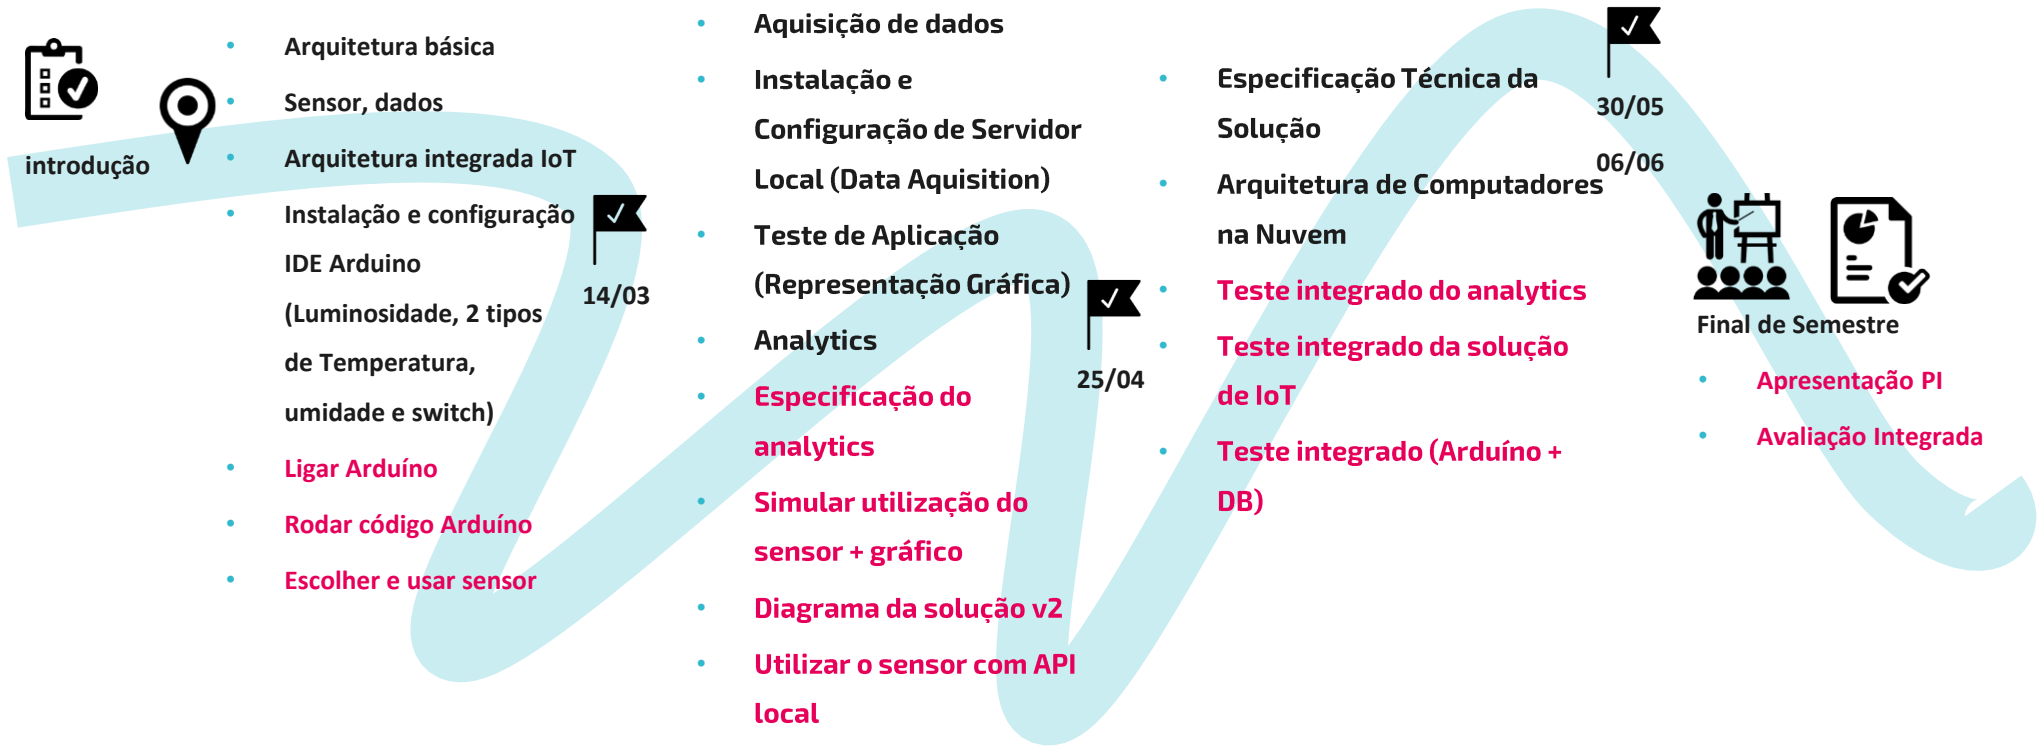 introdução
• Arquitetura básica
• Sensor, dados
• Arquitetura integrada IoT
• Instalação e configuração
IDE Arduino
(Luminosidade, 2 tipos
de Temperatura,
umidade e switch)
• Ligar Arduíno
• Rodar código Arduíno
• Escolher e usar sensor
14/03
• Aquisição de dados
• Instalação e
Configuração de Servidor
Local (Data Aquisition)
• Teste de Aplicação
(Representação Gráfica)
• Analytics
• Especificação do
analytics
• Simular utilização do
sensor + gráfico
• Diagrama da solução v2
• Utilizar o sensor com API
local
25/04
• Especificação Técnica da
Solução
• Arquitetura de Computadores
na Nuvem
• Teste integrado do analytics
• Teste integrado da solução
de IoT
• Teste integrado (Arduíno +
DB)
30/05
06/06
Final de Semestre
• Apresentação PI
• Avaliação Integrada